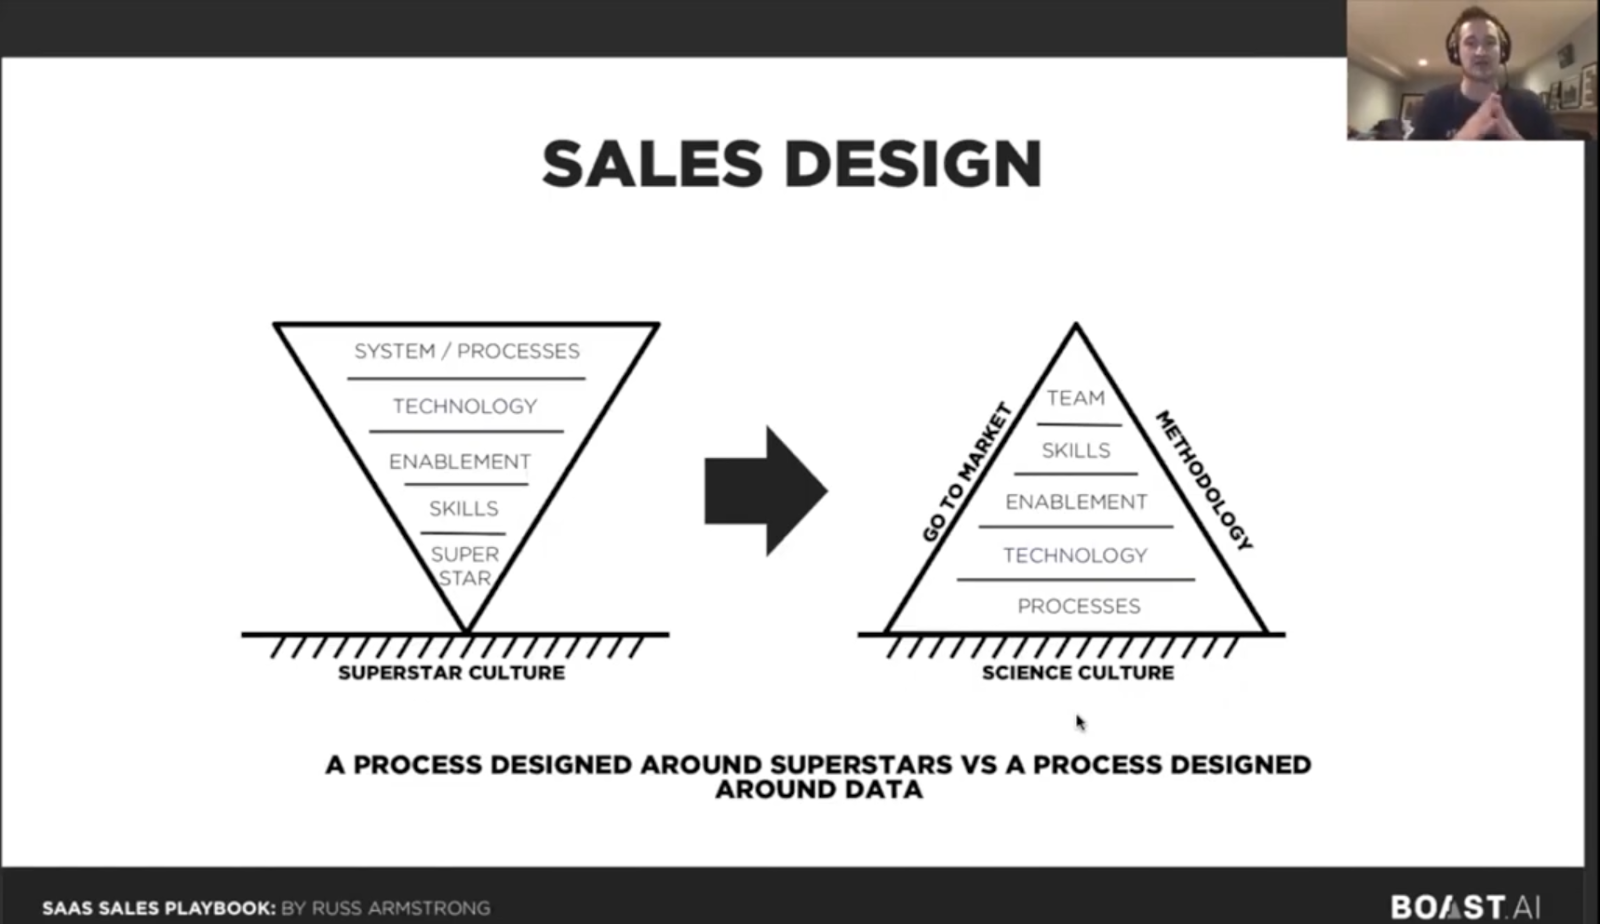 SALES DESIGN
SYSTEM / PROCESSES
TECHNOLOGY
ENABLEMENT
SKILLS
SUPER
STAR
SUPERSTAR CULTURE
GO TO MARKET
METHODOLOGY
TEAM
SKILLS
ENABLEMENT
TECHNOLOGY
PROCESSES
SCIENCE CULTURE
A PROCESS DESIGNED AROUND SUPERSTARS VS A PROCESS DESIGNED
AROUND DATA
SAAS SALES PLAYBOOK: BY RUSS ARMSTRONG
BOAST.AI